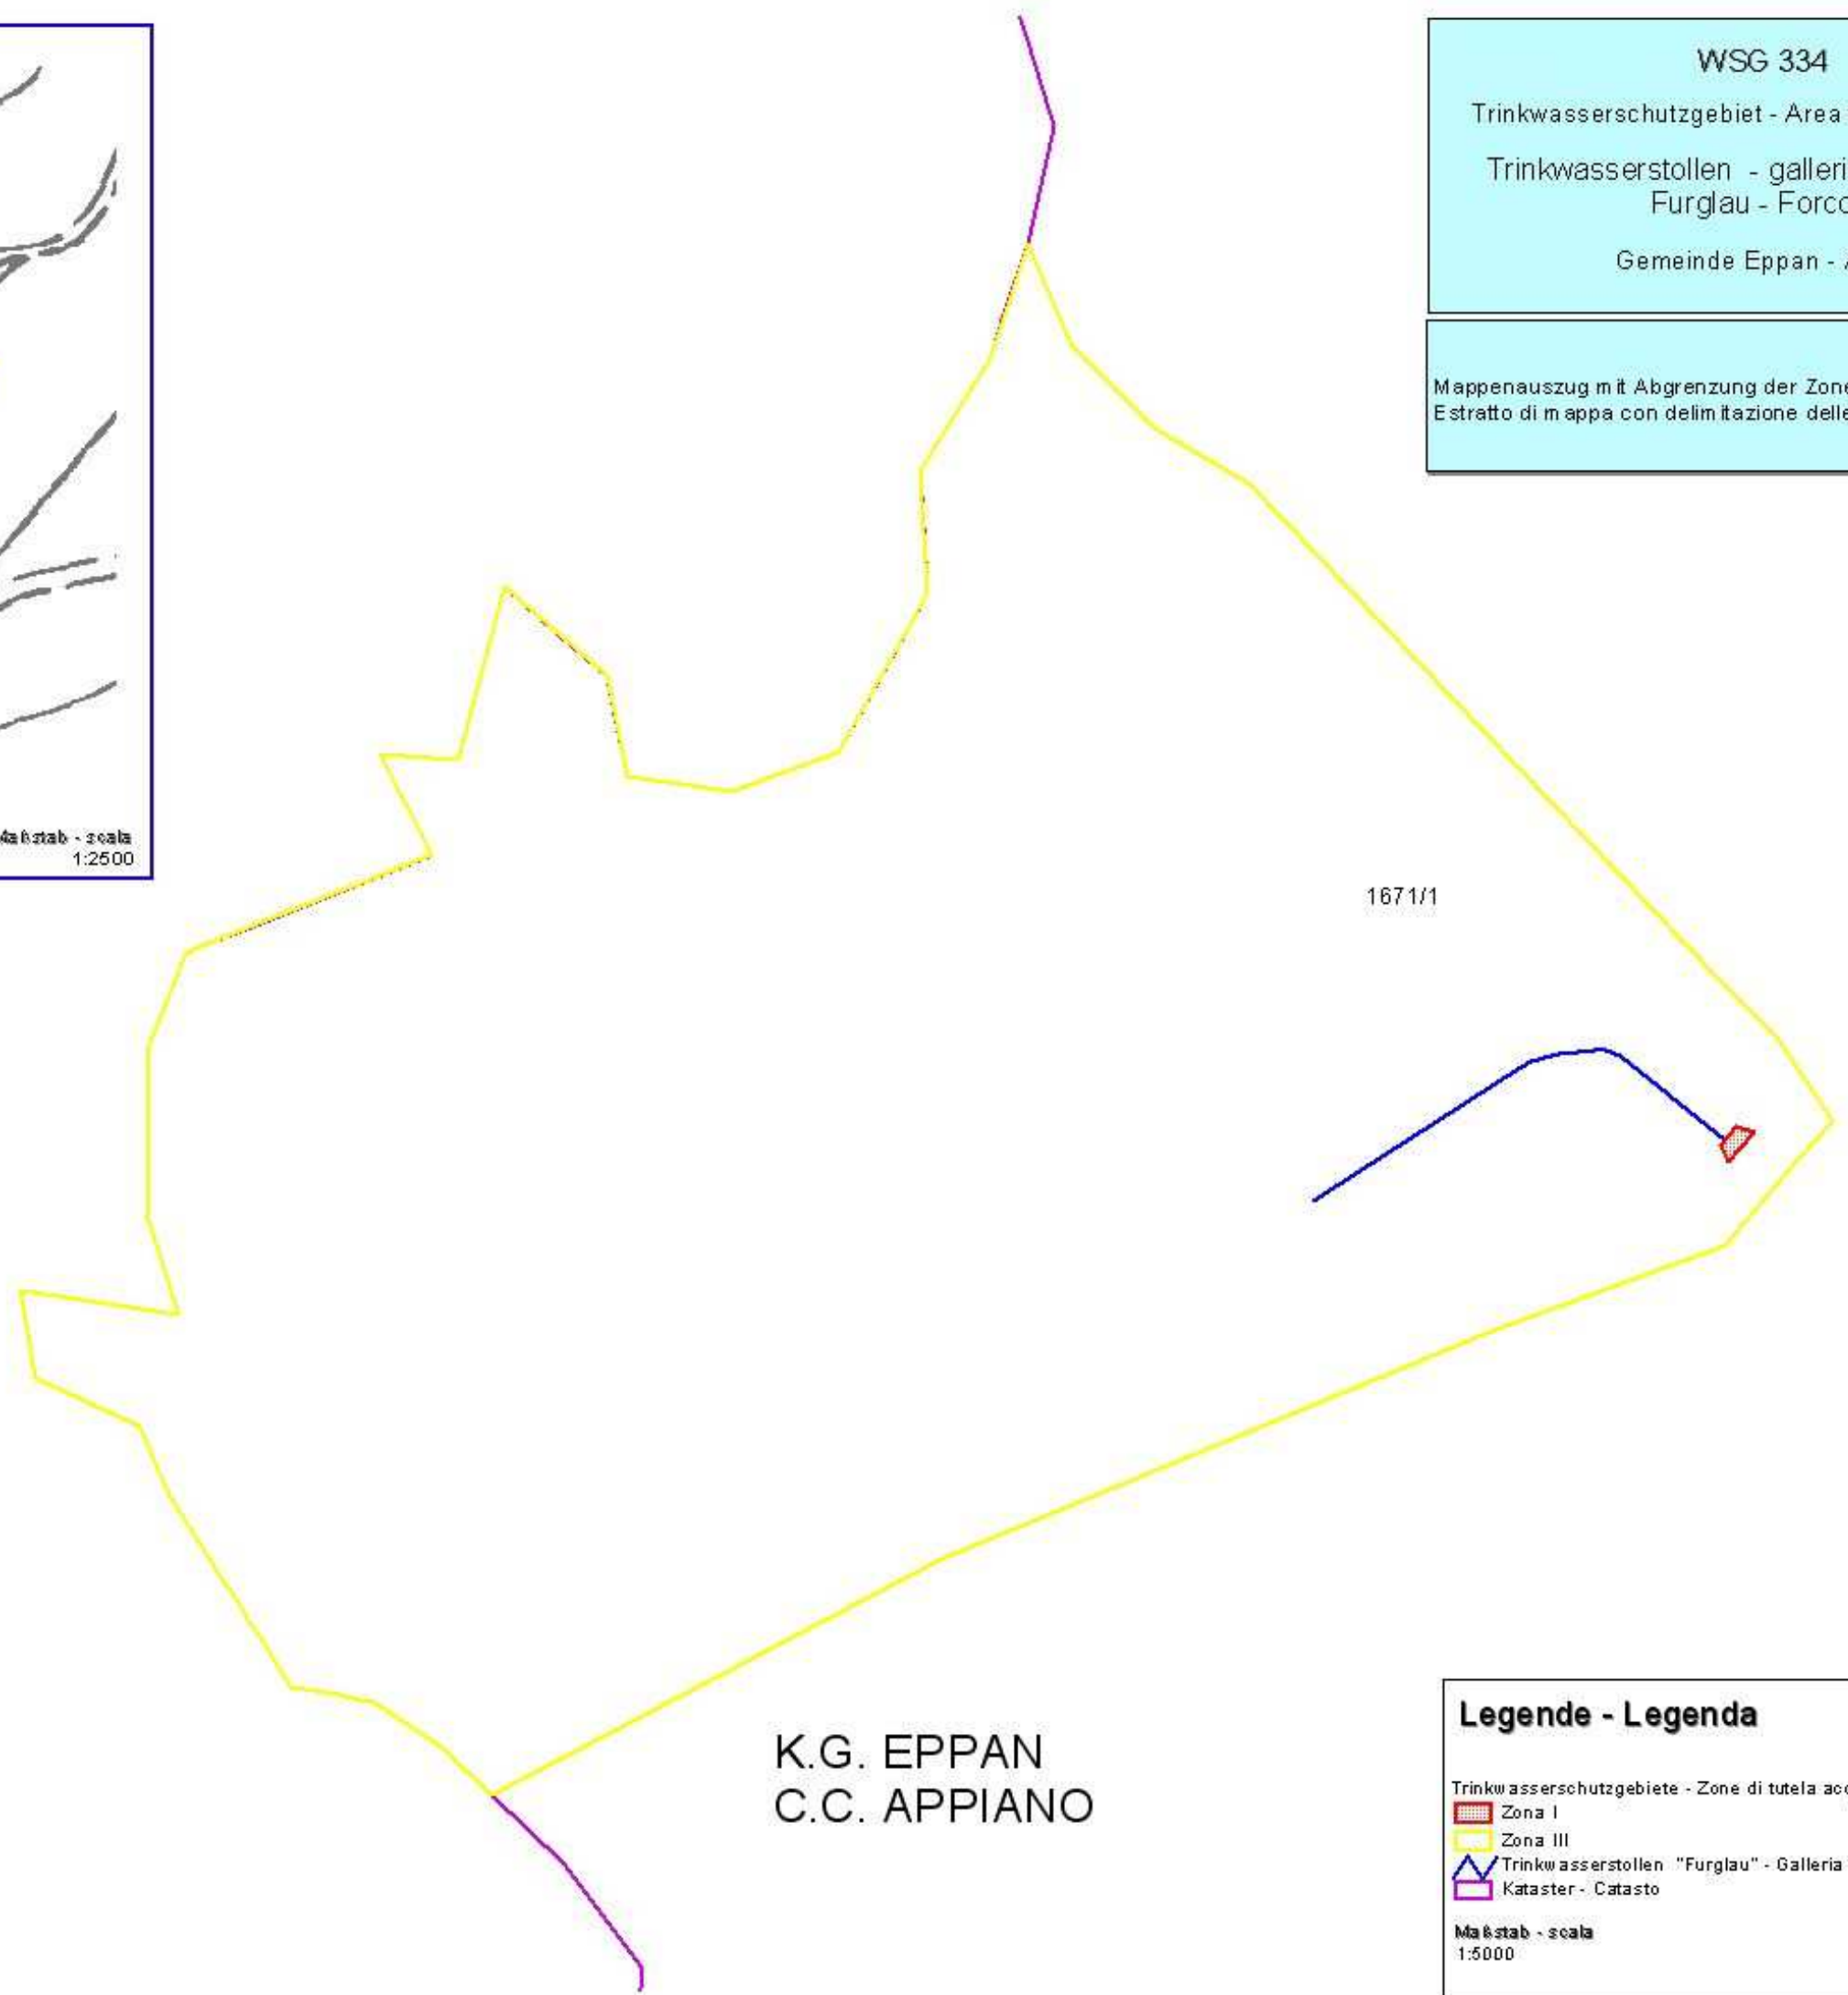 WSG 334
Trinkwasserschutzgebiet - Area
Trinkwasserstollen - galleri
Furglau - Forco
Gemeinde Eppan - A
Mappenauszug mit Abgrenzung der Zone
Estratto di mappa con delimitazione delle
Maßstab - scala
1:2500
1671/1
K.G. EPPAN
C.C. APPIANO
Legende - Legenda
Trinkwasserschutzgebiete - Zone di tutela acq
Zona I
Zona III
Trinkwasserstollen "Furglau" - Galleria
Kataster - Catasto
Maßstab - scala
1:5000